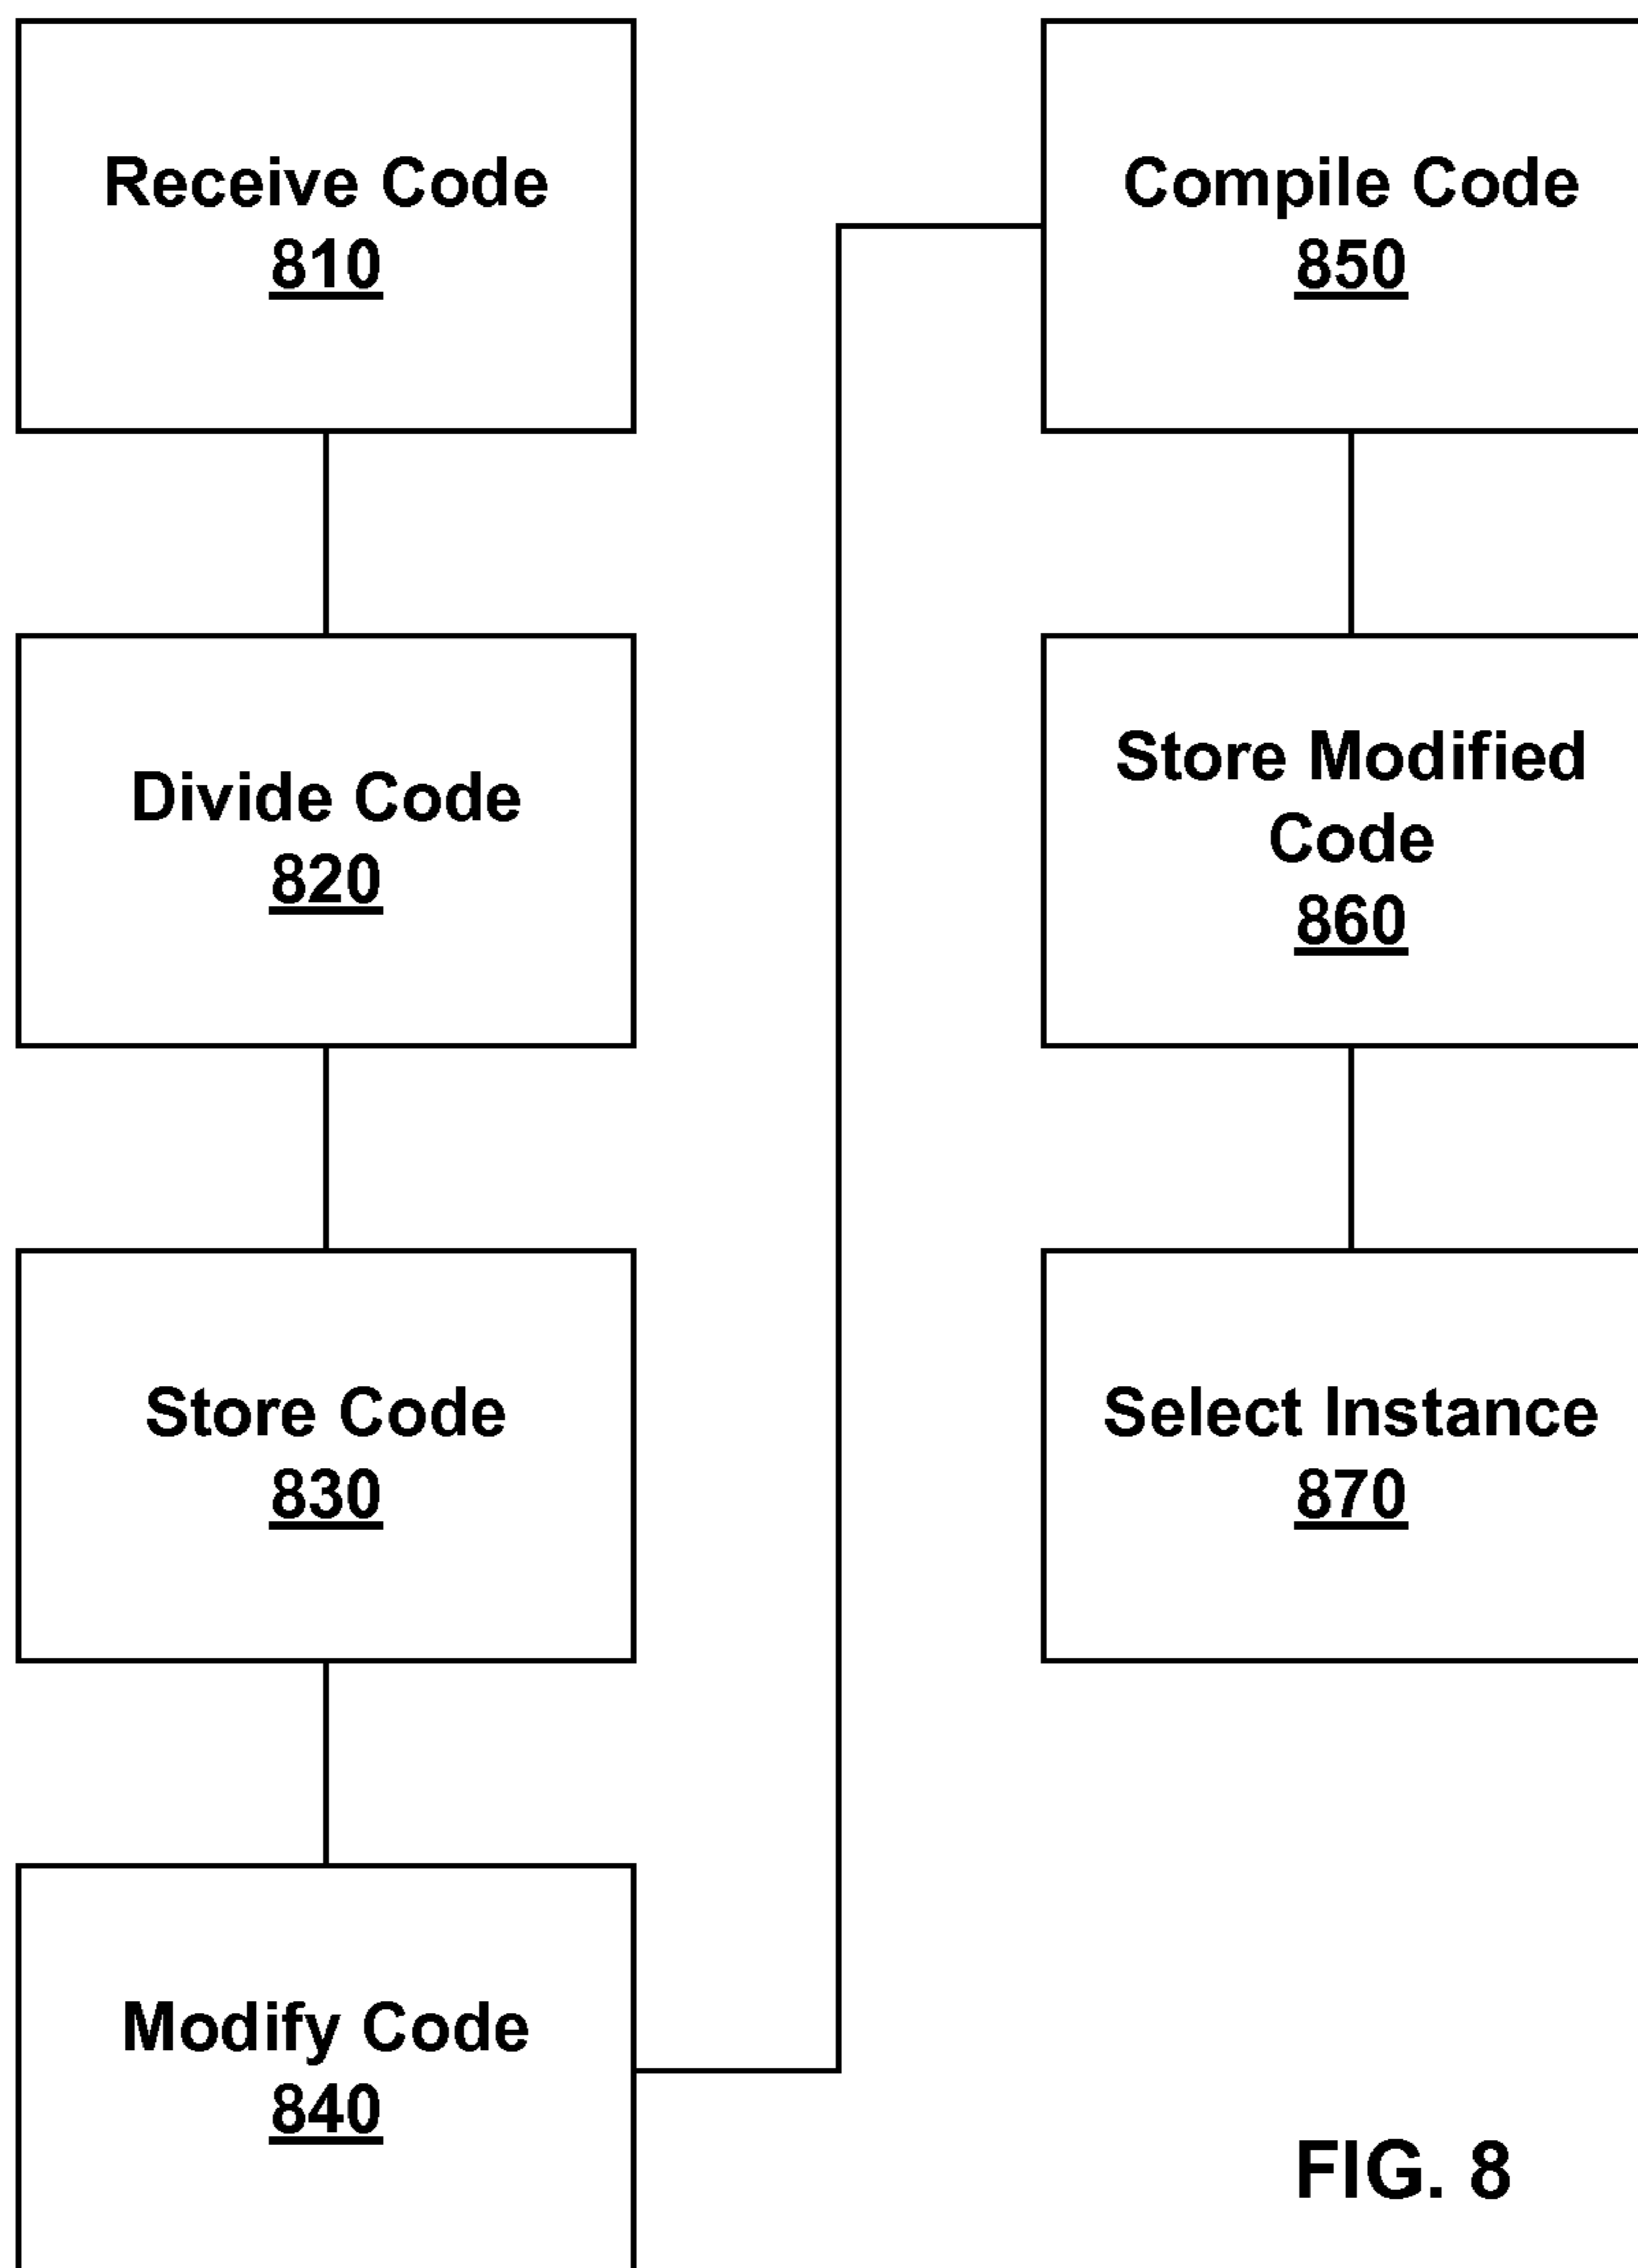 Receive Code
810
Divide Code
820
Store Code
830
Modify Code
840
Compile Code
850
Store Modified
Code
860
Select Instance
870
FIG. 8